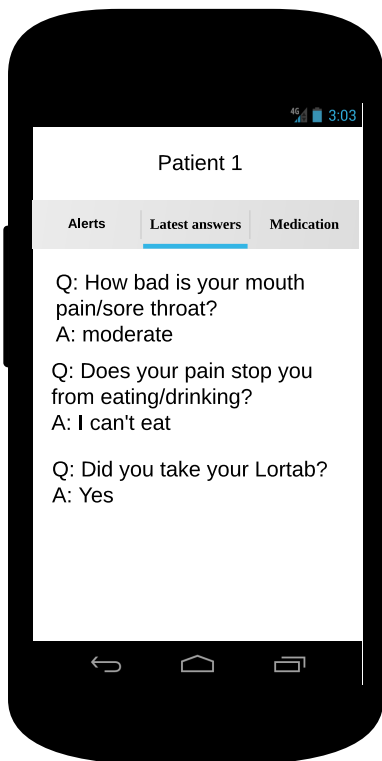 4G 3:03
Patient 1
Alerts Latest answers Medication
Q: How bad is your mouth
pain/sore throat?
A: moderate
Q: Does your pain stop you
from eating/drinking?
A: I can't eat
Q: Did you take your Lortab?
A: Yes